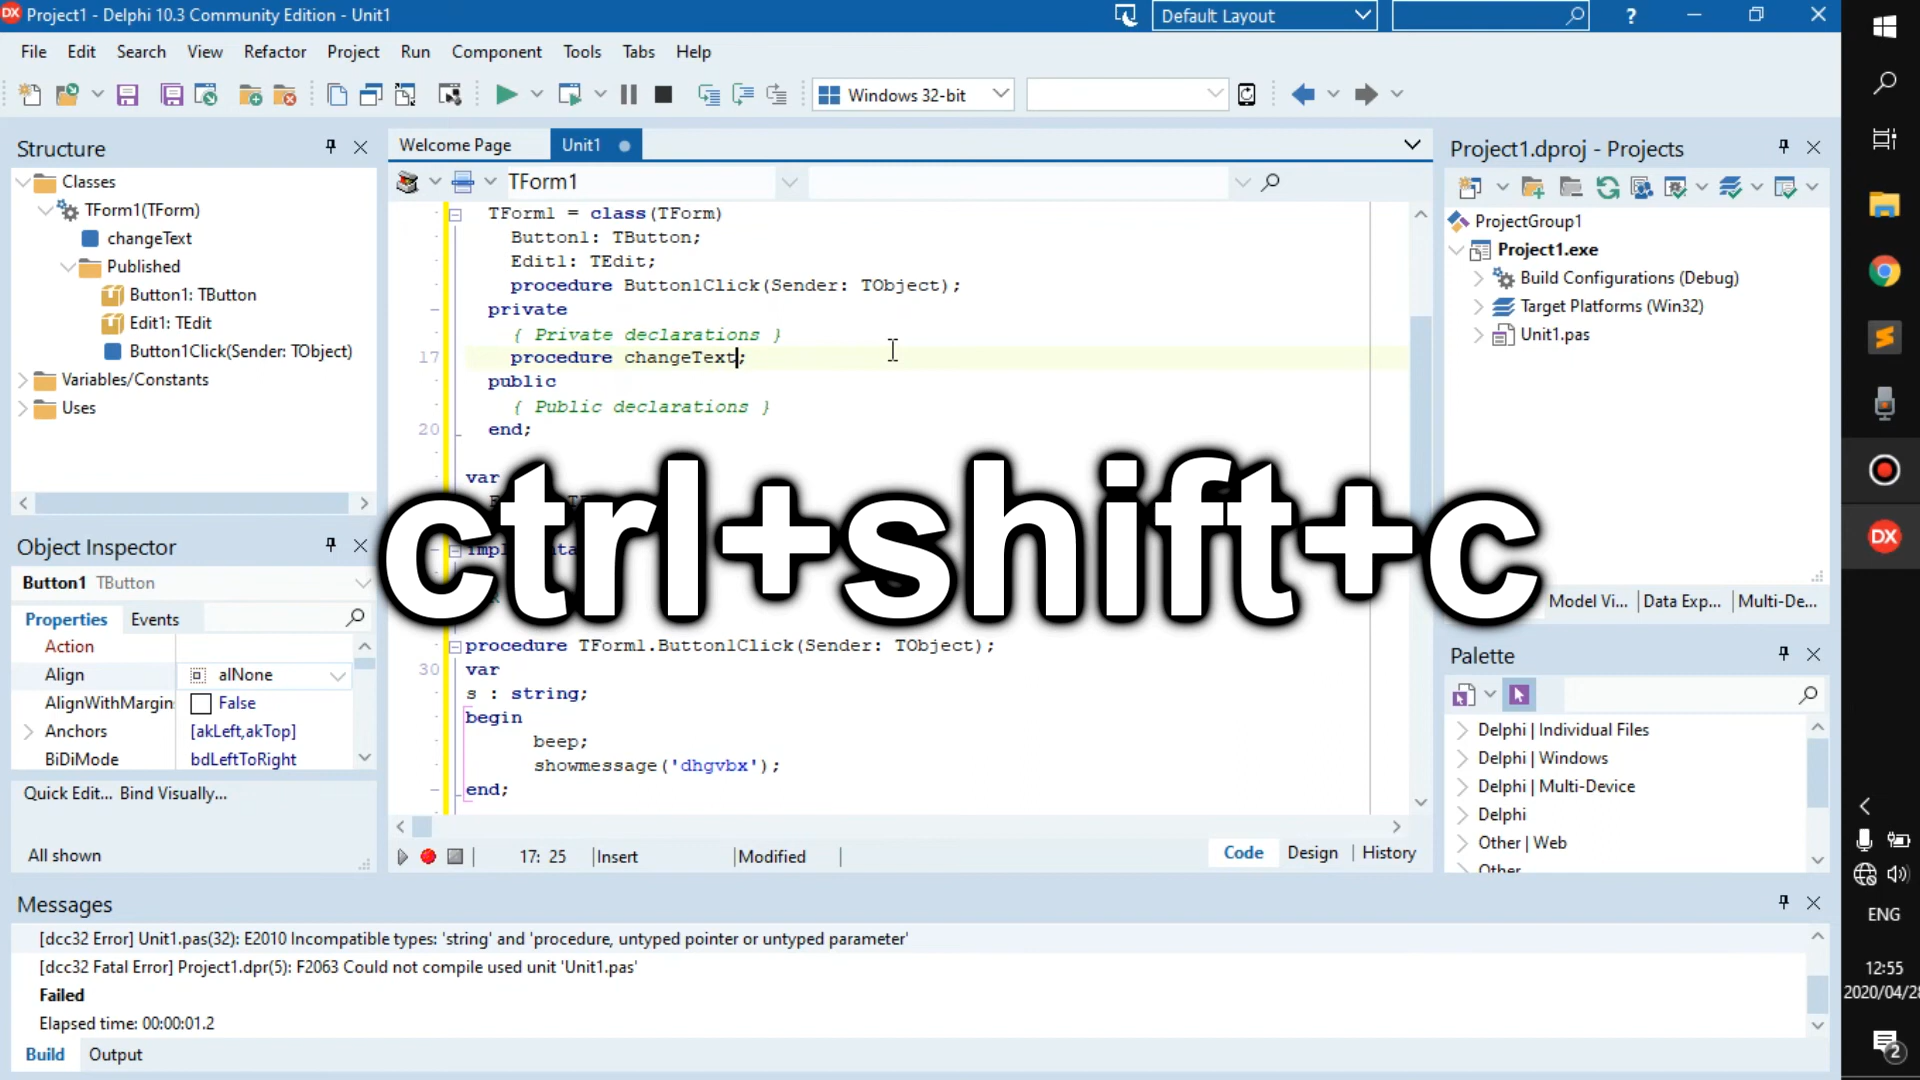 DX Project1 - Delphi 10.3 Community Edition - Unit1
Default Layout
?
File Edit Search View Refactor Project Run Component Tools Tabs Help
Windows 32-bit
Structure
Classes
TForm1(TForm)
changeText
Published
Button1: TButton
Edit1: TEdit
Button1Click(Sender: TObject)
Variables/Constants
Uses
Object Inspector
Button1 TButton
Properties Events
Action
Align alNone
AlignWithMargin: False
Anchors [akLeft,akTop]
BiDiMode bdLeftToRight
Quick Edit... Bind Visually...
All shown
Welcome Page Unit1
TForm1
TForm1 = class(TForm)
Button1: TButton;
Edit1: TEdit;
procedure Button1Click(Sender: TObject);
private
{ Private declarations }
17 procedure changeText;
public
{ Public declarations }
20 end;
var
ctrl+shift+c
procedure TForm1.Button1Click(Sender: TObject);
30 var
s : string;
begin
beep;
showmessage('dhgvbx');
end;
17: 25 Insert Modified
Code Design History
Project1.dproj - Projects
ProjectGroup1
Project1.exe
Build Configurations (Debug)
Target Platforms (Win32)
Unit1.pas
Model Vi... Data Exp... Multi-De...
Palette
Delphi | Individual Files
Delphi | Windows
Delphi | Multi-Device
Delphi
Other | Web
Other
Messages
[dcc32 Error] Unit1.pas(32): E2010 Incompatible types: 'string' and 'procedure, untyped pointer or untyped parameter'
[dcc32 Fatal Error] Project1.dpr(5): F2063 Could not compile used unit 'Unit1.pas'
Failed
Elapsed time: 00:00:01.2
Build Output
DX
ENG
12:55
2020/04/28
2